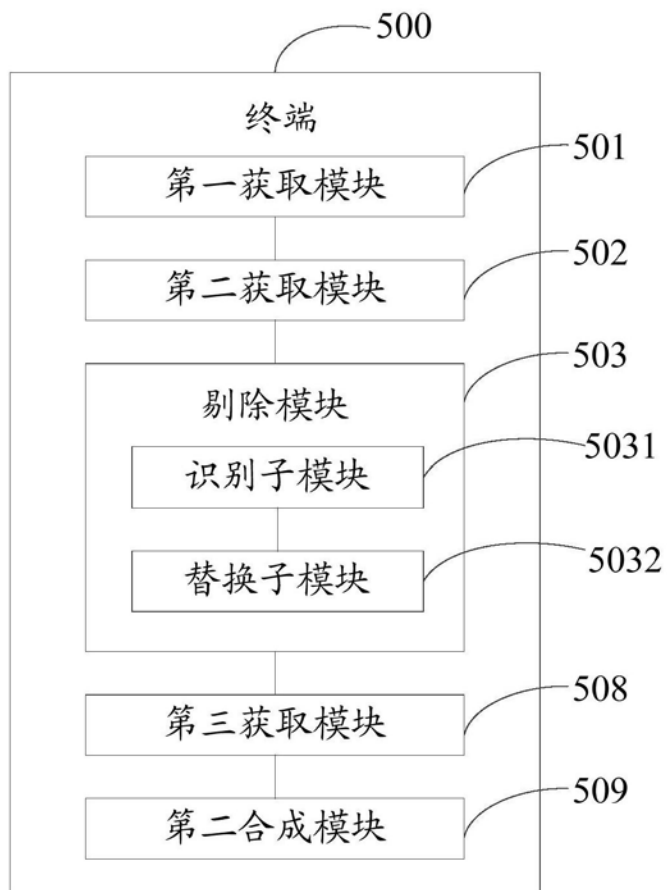 500
终端
501
第一获取模块
502
第二获取模块
503
剔除模块
5031
识别子模块
5032
替换子模块
508
第三获取模块
509
第二合成模块